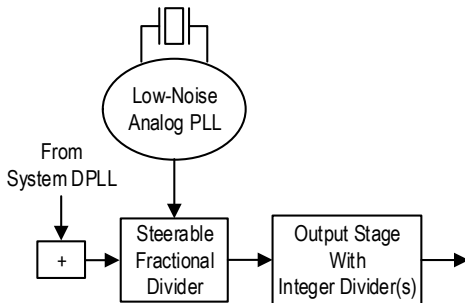 Low-Noise
Analog PLL
From
System DPLL
+
Steerable
Fractional
Divider
Output Stage
With
Integer Divider(s)